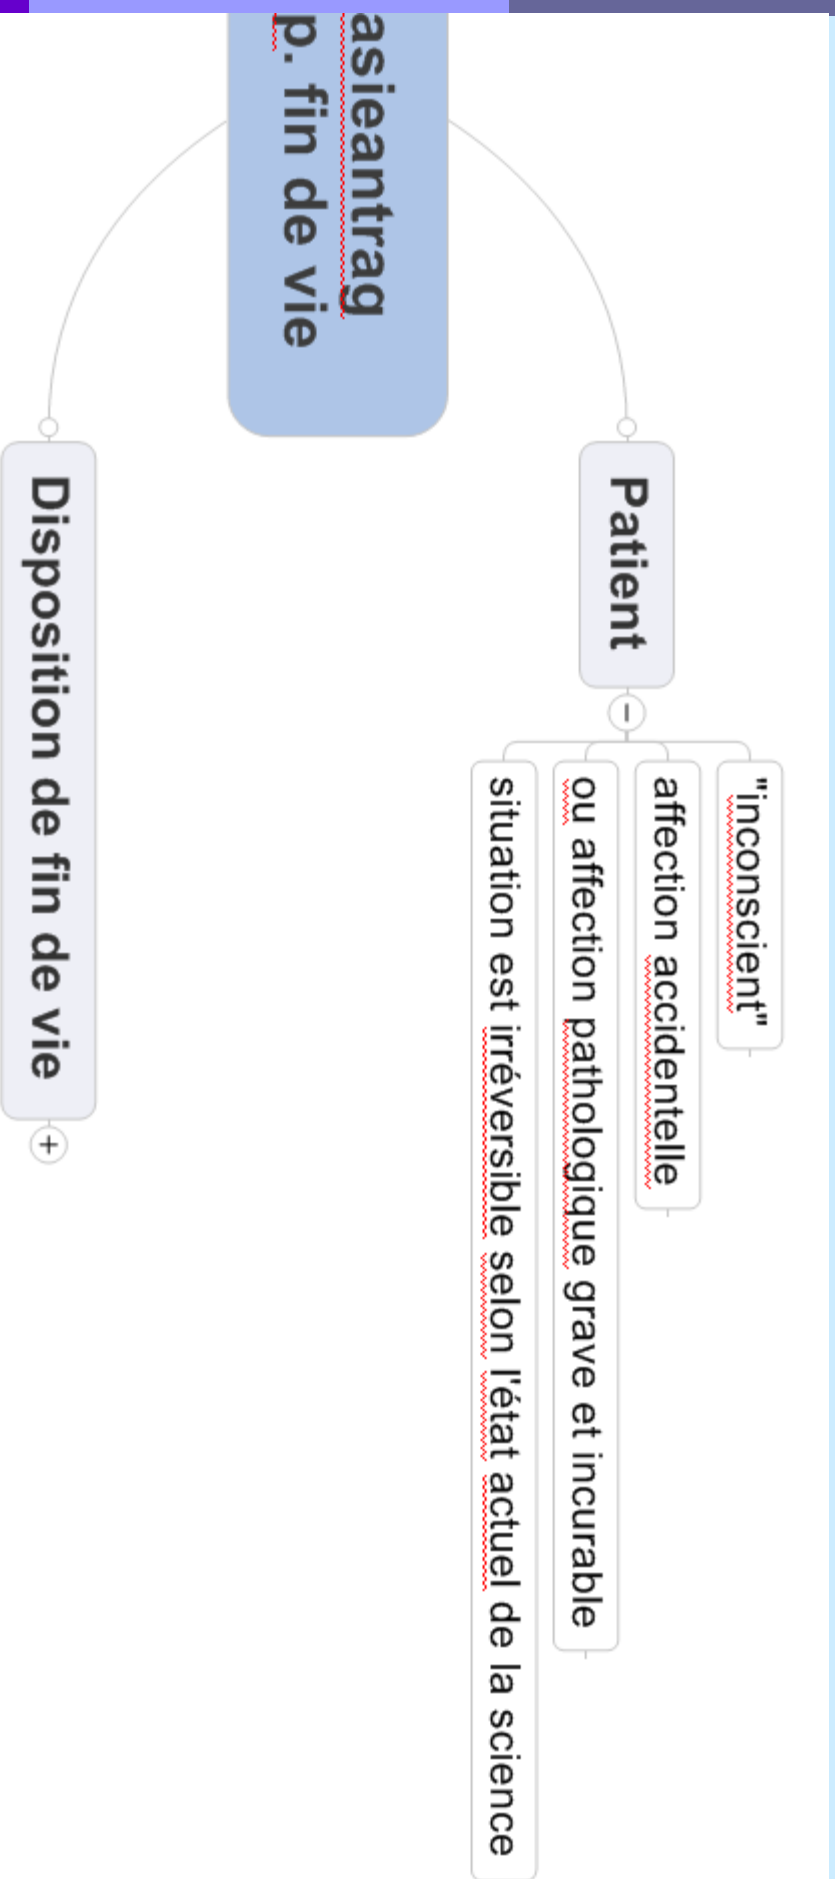 asieantrag
p. fin de vie
Patient
"inconscient"
affection accidentelle
ou affection pathologique grave et incurable
situation est irréversible selon l'état actuel de la science
Disposition de fin de vie